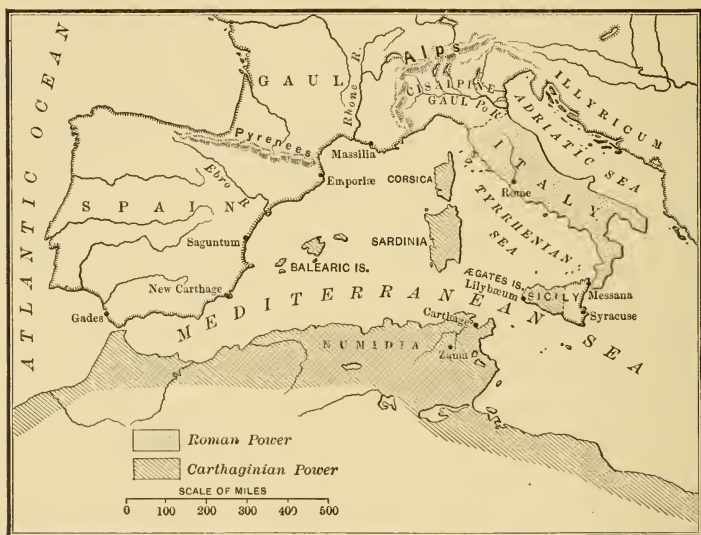 ATLANTIC OCEAN
GAUL
Rhone R.
Alps
CISALPINE
GAUL Po R.
ILLYRICUM
ADRIATIC SEA
Pyrenees
Massilia
Emporiæ
CORSICA
ITALY
Rome
Ebro R.
SPAIN
TYRRHENIAN
SEA
Saguntum
SARDINIA
BALEARIC IS.
ÆGATES IS.
Lilybæum
SICILY
Messana
New Carthage
MEDITERRANEAN SEA
Syracuse
Gades
Carthage
NUMIDIA
Zama
Roman Power
Carthaginian Power
SCALE OF MILES
0 100 200 300 400 500